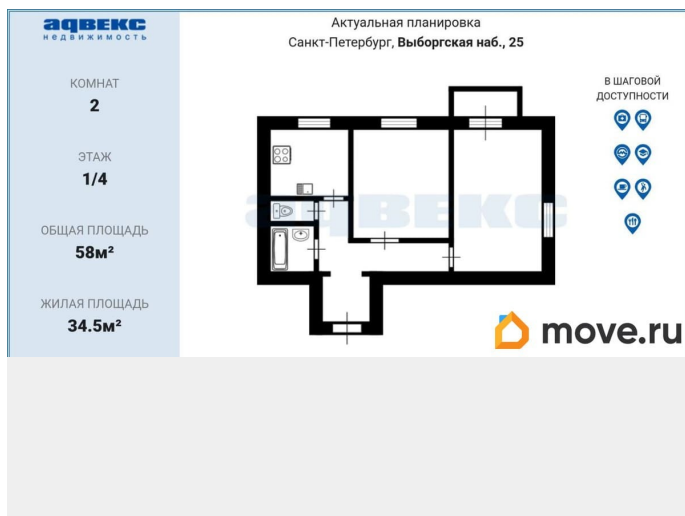 адвекс
недвижимость
КОМНАТ
2
ЭТАЖ
1/4
ОБЩАЯ ПЛОЩАДЬ
58м²
ЖИЛАЯ ПЛОЩАДЬ
34.5м²
Актуальная планировка
Санкт-Петербург, Выборгская наб., 25
В ШАГОВОЙ
ДОСТУПНОСТИ
адвекс
move.ru